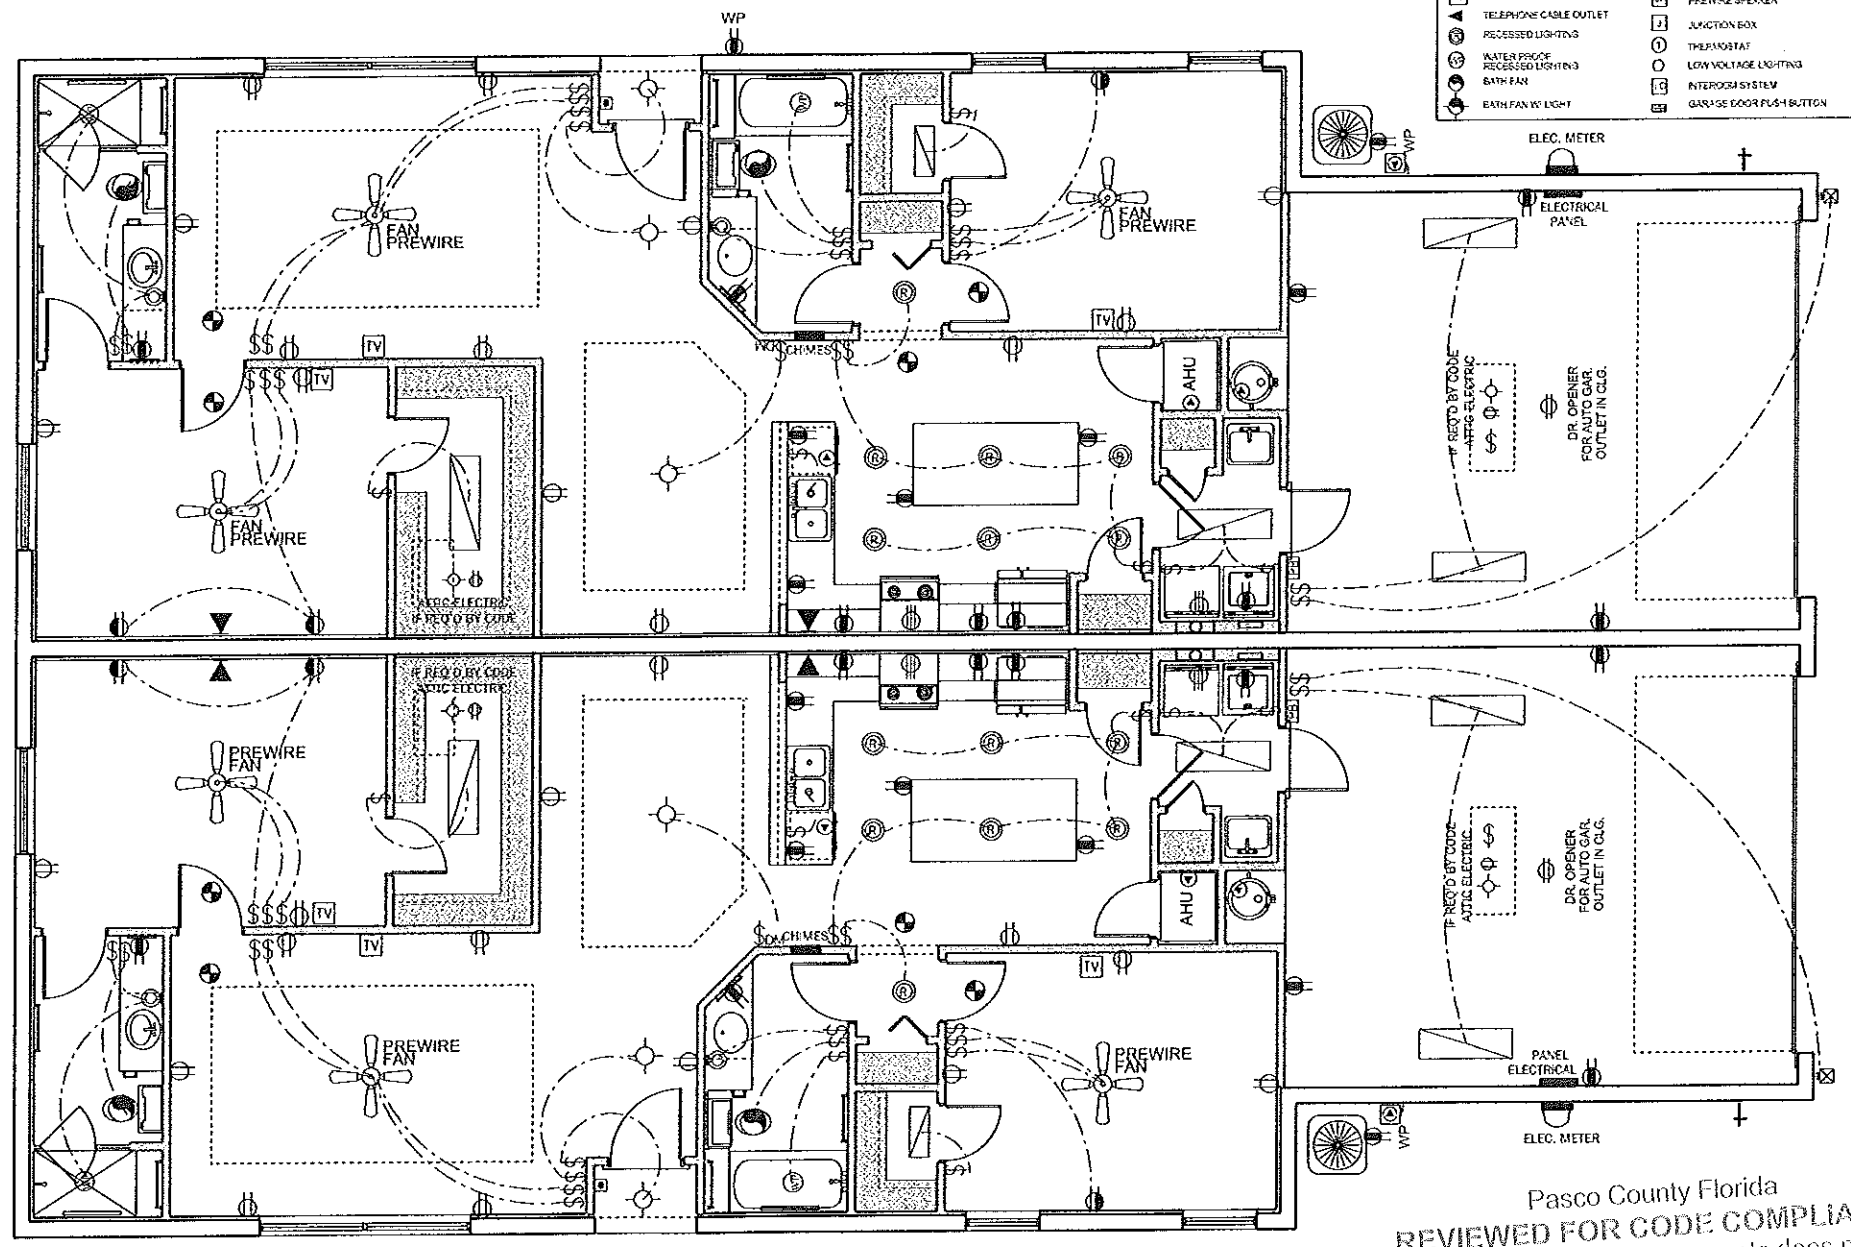 WP
TELEPHONE CABLE OUTLET
RECESSED LIGHTING
WATER PROOF
RECESSED LIGHTING
BATH FAN
BATH FAN W/ LIGHT
PREWIRE SPEAKER
J JUNCTION BOX
T THERMOSTAT
LOW VOLTAGE LIGHTING
INTERCOM SYSTEM
GARAGE DOOR PUSH BUTTON
ELEC. METER
WP
ELECTRICAL
PANEL
FAN
PREWIRE
FAN
PREWIRE
TV
TV
TV
CHIMES
R
AHU
IF REQ'D BY CODE
ATTIC ELECTRIC
DR. OPENER
FOR AUTO GAR.
OUTLET IN CLG.
FAN
PREWIRE
R R R
R R R
ATTIC ELECTRIC
IF REQ'D BY CODE
IF REQ'D BY CODE
ATTIC ELECTRIC
PREWIRE
FAN
R R R
R R R
IF REQ'D BY CODE
ATTIC ELECTRIC
DR. OPENER
FOR AUTO GAR.
OUTLET IN CLG.
AHU
TV
TV
CHIMES
TV
R
PREWIRE
FAN
PREWIRE
FAN
PANEL
ELECTRICAL
WP
ELEC. METER
Pasco County Florida
REVIEWED FOR CODE COMPLIA
does